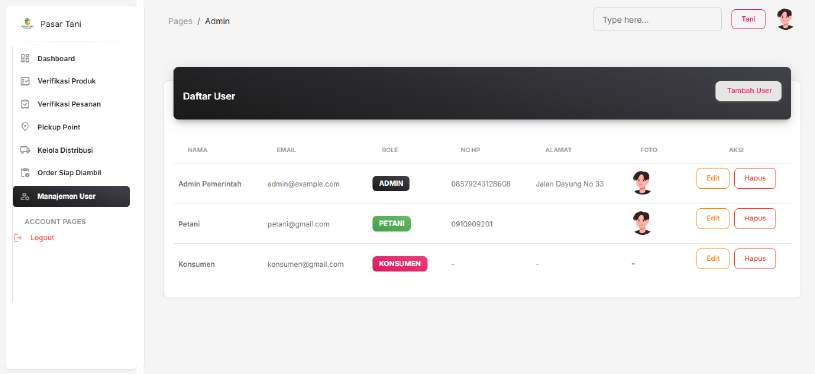 Pasar Tani
Pages / Admin
Type here...
Tani
Dashboard
Verifikasi Produk
Verifikasi Pesanan
Pickup Point
Kelola Distribusi
Order Siap Diambil
Manajemen User
ACCOUNT PAGES
Logout
Daftar User
Tambah User
NAMA EMAIL ROLE NO HP ALAMAT FOTO AKSI
Admin Pemerintah admin@example.com ADMIN 08579243128608 Jalan Dayung No 33 Edit Hapus
Petani petani@gmail.com PETANI 0910909201 Edit Hapus
Konsumen konsumen@gmail.com KONSUMEN - - - Edit Hapus